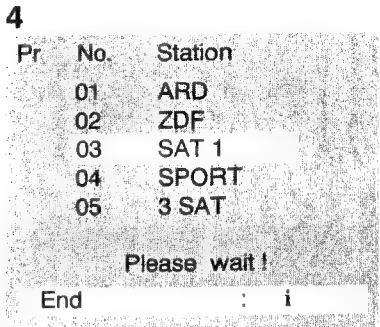 4
Pr No. Station
01 ARD
02 ZDF
03 SAT 1
04 SPORT
05 3 SAT
Please wait !
End : i